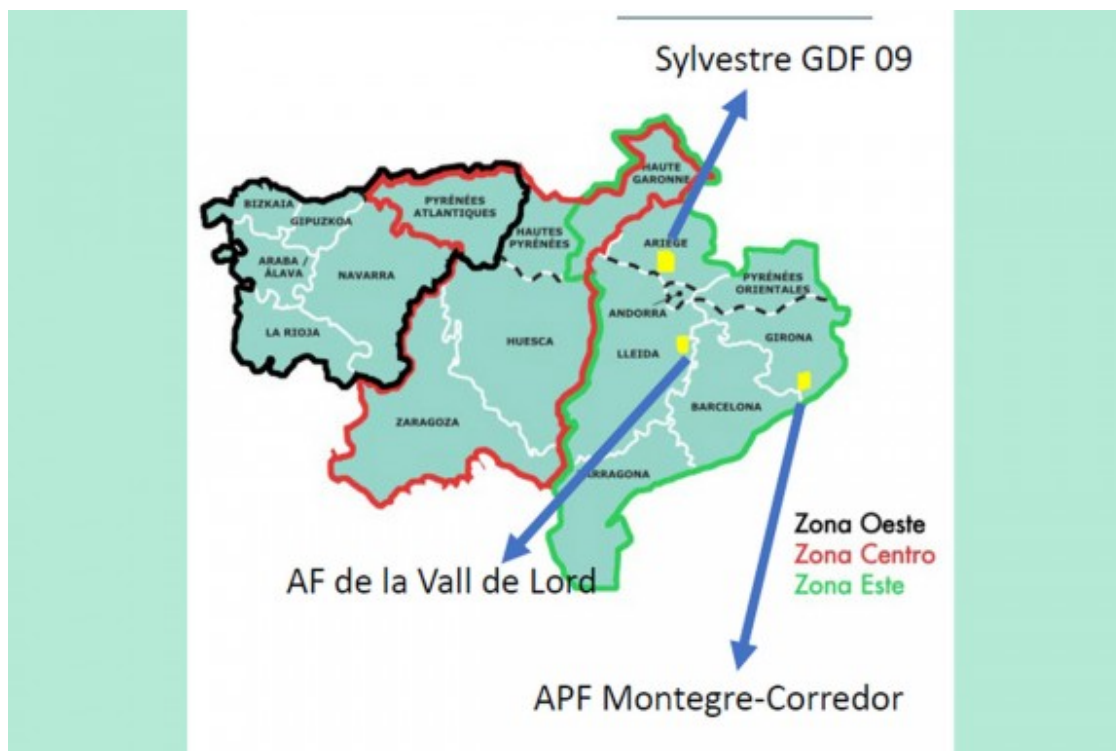 Sylvestre GDF 09
HAUTE
GARONNE
BIZKAIA
GIPUZKOA
PYRÉNÉES
ATLANTIQUES
HAUTES
PYRÉNÉES
ARIEGE
ARABA /
ÁLAVA
NAVARRA
PYRÉNÉES
ORIENTALES
ANDORRA
LA RIOJA
HUESCA
LLEIDA
GIRONA
ZARAGOZA
BARCELONA
ARRAGONA
Zona Oeste
Zona Centro
Zona Este
AF de la Vall de Lord
APF Montegre-Corredor